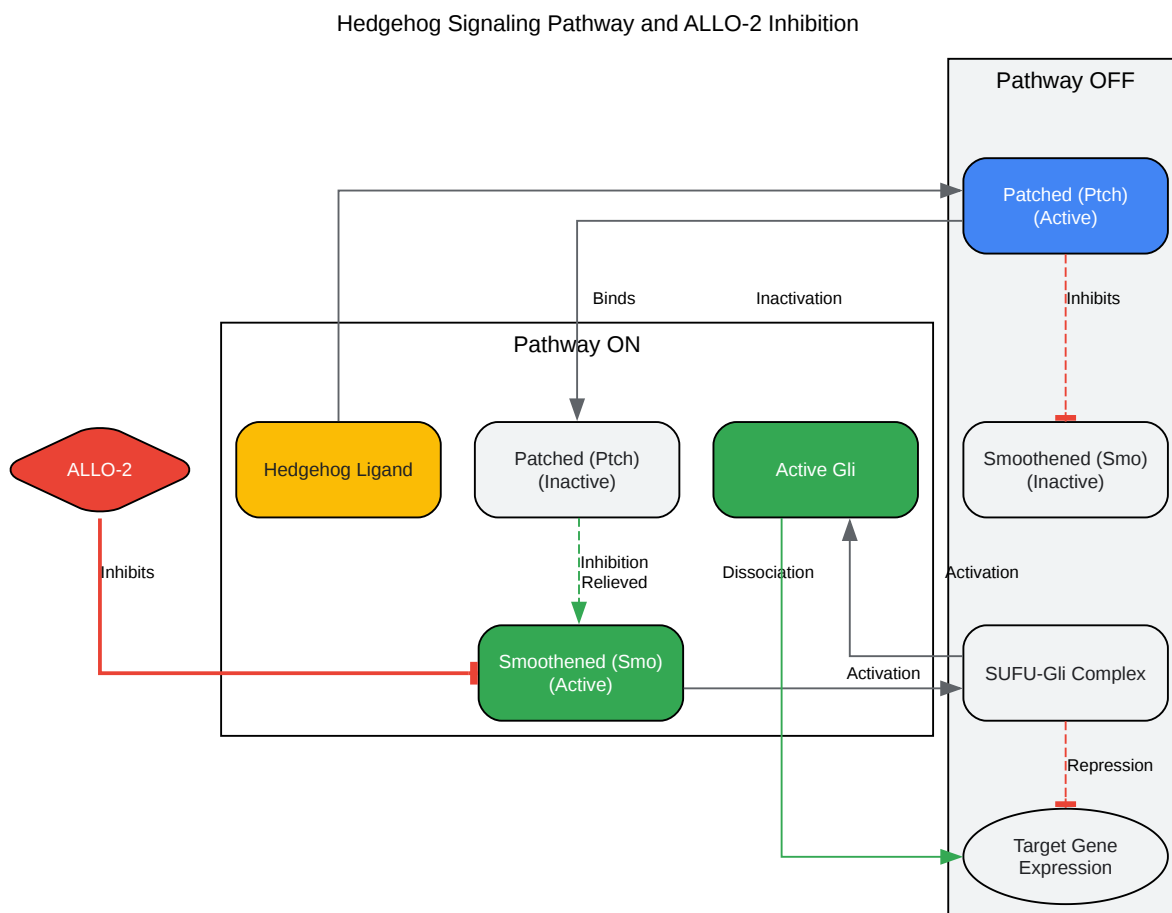 Hedgehog Signaling Pathway and ALLO-2 Inhibition
Pathway OFF
Patched (Ptch)
(Active)
Binds
Inactivation
Inhibits
Pathway ON
ALLO-2
Hedgehog Ligand
Patched (Ptch)
(Inactive)
Active Gli
Smoothened (Smo)
(Inactive)
Inhibits
Inhibition
Relieved
Dissociation
Activation
Smoothened (Smo)
(Active)
Activation
SUFU-Gli Complex
Repression
Target Gene
Expression